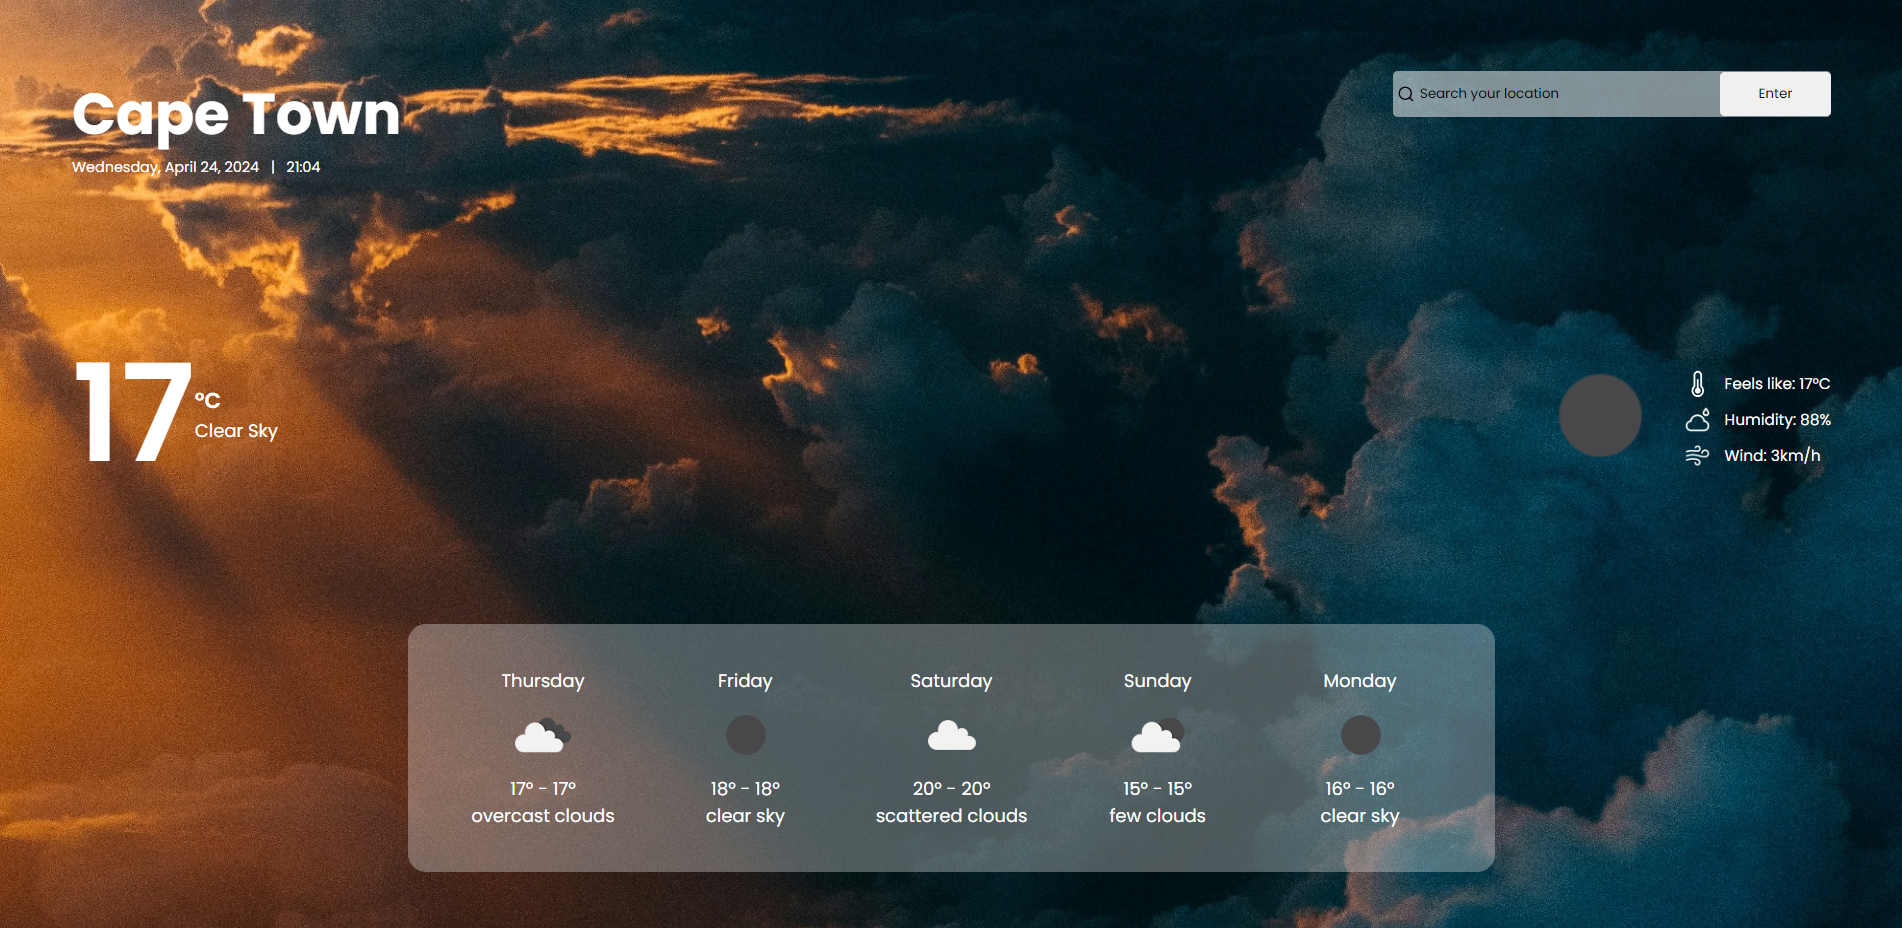 Cape Town
Wednesday, April 24, 2024 | 21:04
Search your location
Enter
17
°C
Clear Sky
Feels like: 17°C
Humidity: 88%
Wind: 3km/h
Thursday
17° - 17°
overcast clouds
Friday
18° - 18°
clear sky
Saturday
20° - 20°
scattered clouds
Sunday
15° - 15°
few clouds
Monday
16° - 16°
clear sky